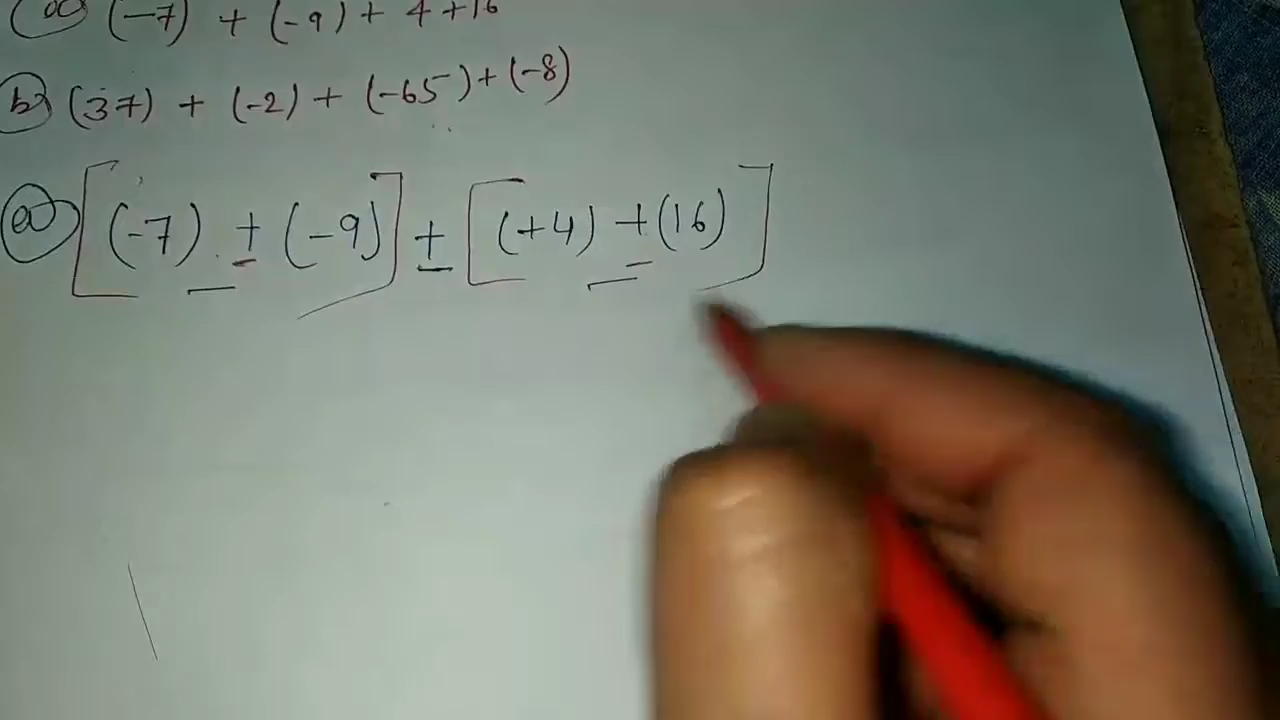 (a) (-7) + (-9) + 4 + 16
(b) (37) + (-2) + (-65) + (-8)
(a) [(-7) + (-9)] + [(+4) + (16)]